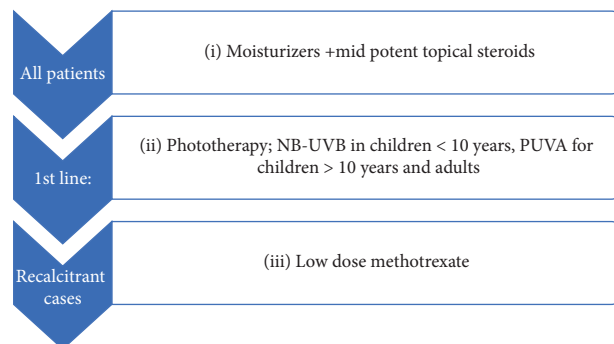 All patients
(i) Moisturizers +mid potent topical steroids
1st line:
(ii) Phototherapy; NB-UVB in children < 10 years, PUVA for
children > 10 years and adults
Recalcitrant
cases
(iii) Low dose methotrexate